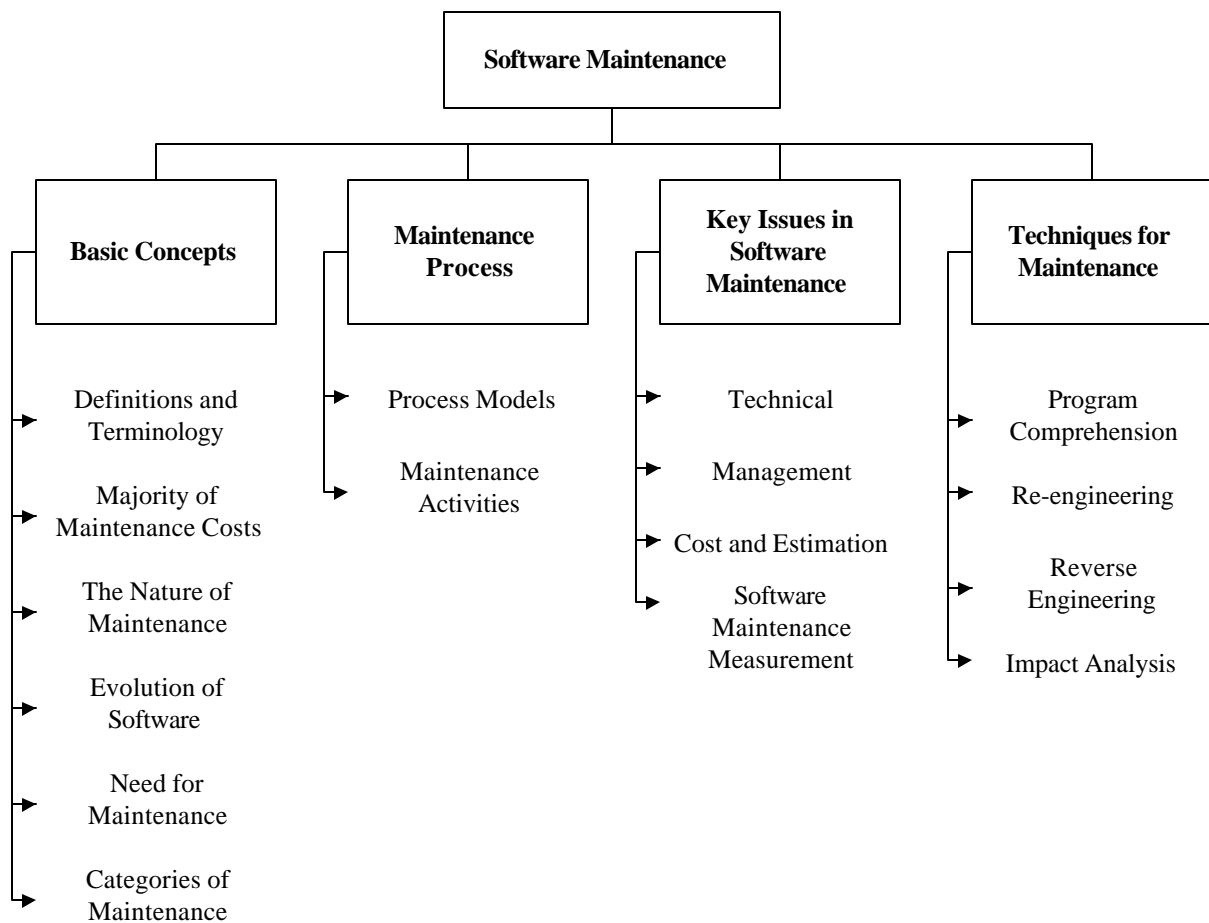 Software Maintenance
Basic Concepts
Definitions and
Terminology
Majority of
Maintenance Costs
The Nature of
Maintenance
Evolution of
Software
Need for
Maintenance
Categories of
Maintenance
Maintenance
Process
Process Models
Maintenance
Activities
Key Issues in
Software
Maintenance
Technical
Management
Cost and Estimation
Software
Maintenance
Measurement
Techniques for
Maintenance
Program
Comprehension
Re-engineering
Reverse
Engineering
Impact Analysis